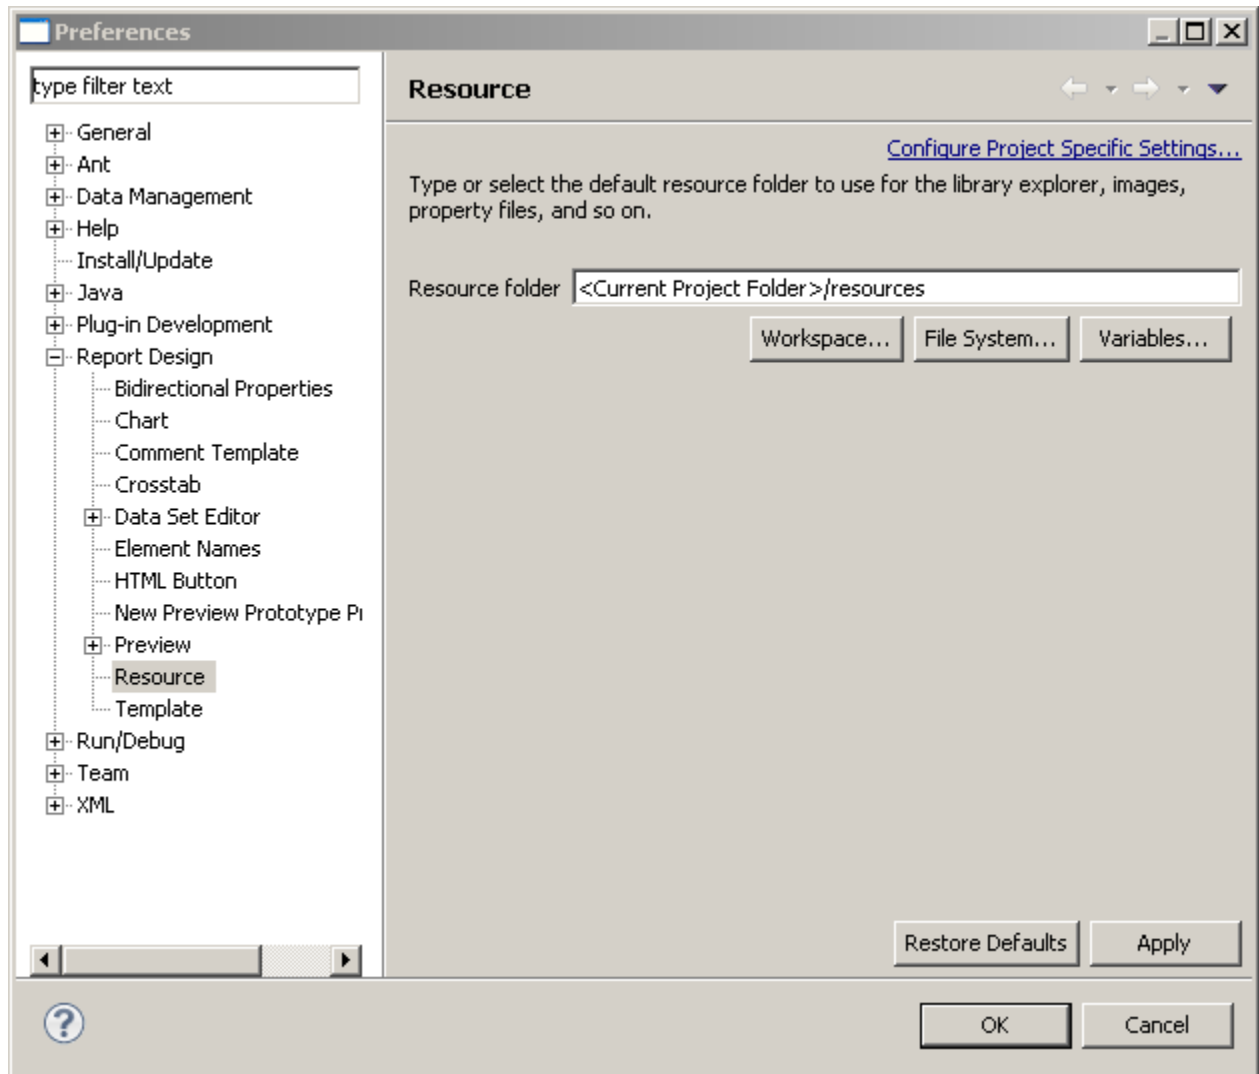 Preferences
type filter text
General
Ant
Data Management
Help
Install/Update
Java
Plug-in Development
Report Design
Bidirectional Properties
Chart
Comment Template
Crosstab
Data Set Editor
Element Names
HTML Button
New Preview Prototype
Preview
Resource
Template
Run/Debug
Team
XML
Resource
Configure Project Specific Settings...
Type or select the default resource folder to use for the library explorer, images,
property files, and so on.
Resource folder <Current Project Folder>/resources
Workspace... File System... Variables...
Restore Defaults Apply
?
OK Cancel